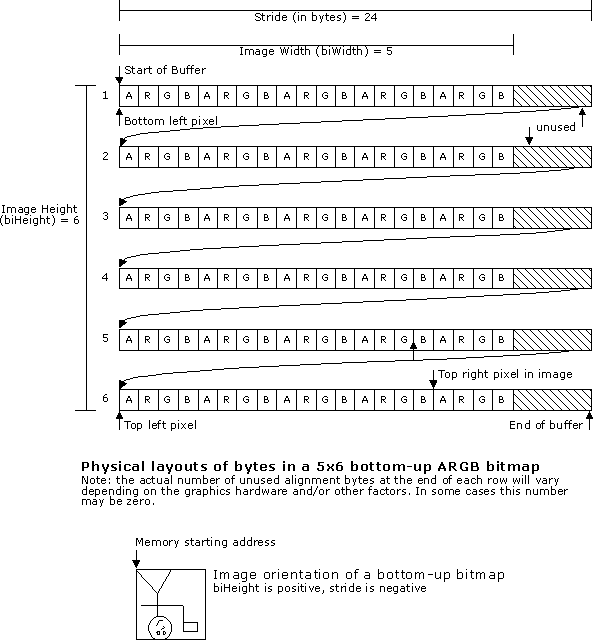 Stride (in bytes) = 24
Image Width (biWidth) = 5
Start of Buffer
1 A R G B A R G B A R G B A R G B A R G B
Bottom left pixel
unused
2 A R G B A R G B A R G B A R G B A R G B
Image Height
(biHeight) = 6
3 A R G B A R G B A R G B A R G B A R G B
4 A R G B A R G B A R G B A R G B A R G B
5 A R G B A R G B A R G B A R G B A R G B
Top right pixel in image
6 A R G B A R G B A R G B A R G B A R G B
Top left pixel
End of buffer
Physical layouts of bytes in a 5x6 bottom-up ARGB bitmap
Note: the actual number of unused alignment bytes at the end of each row will vary
depending on the graphics hardware and/or other factors. In some cases this number
may be zero.
Memory starting address
Image orientation of a bottom-up bitmap
biHeight is positive, stride is negative